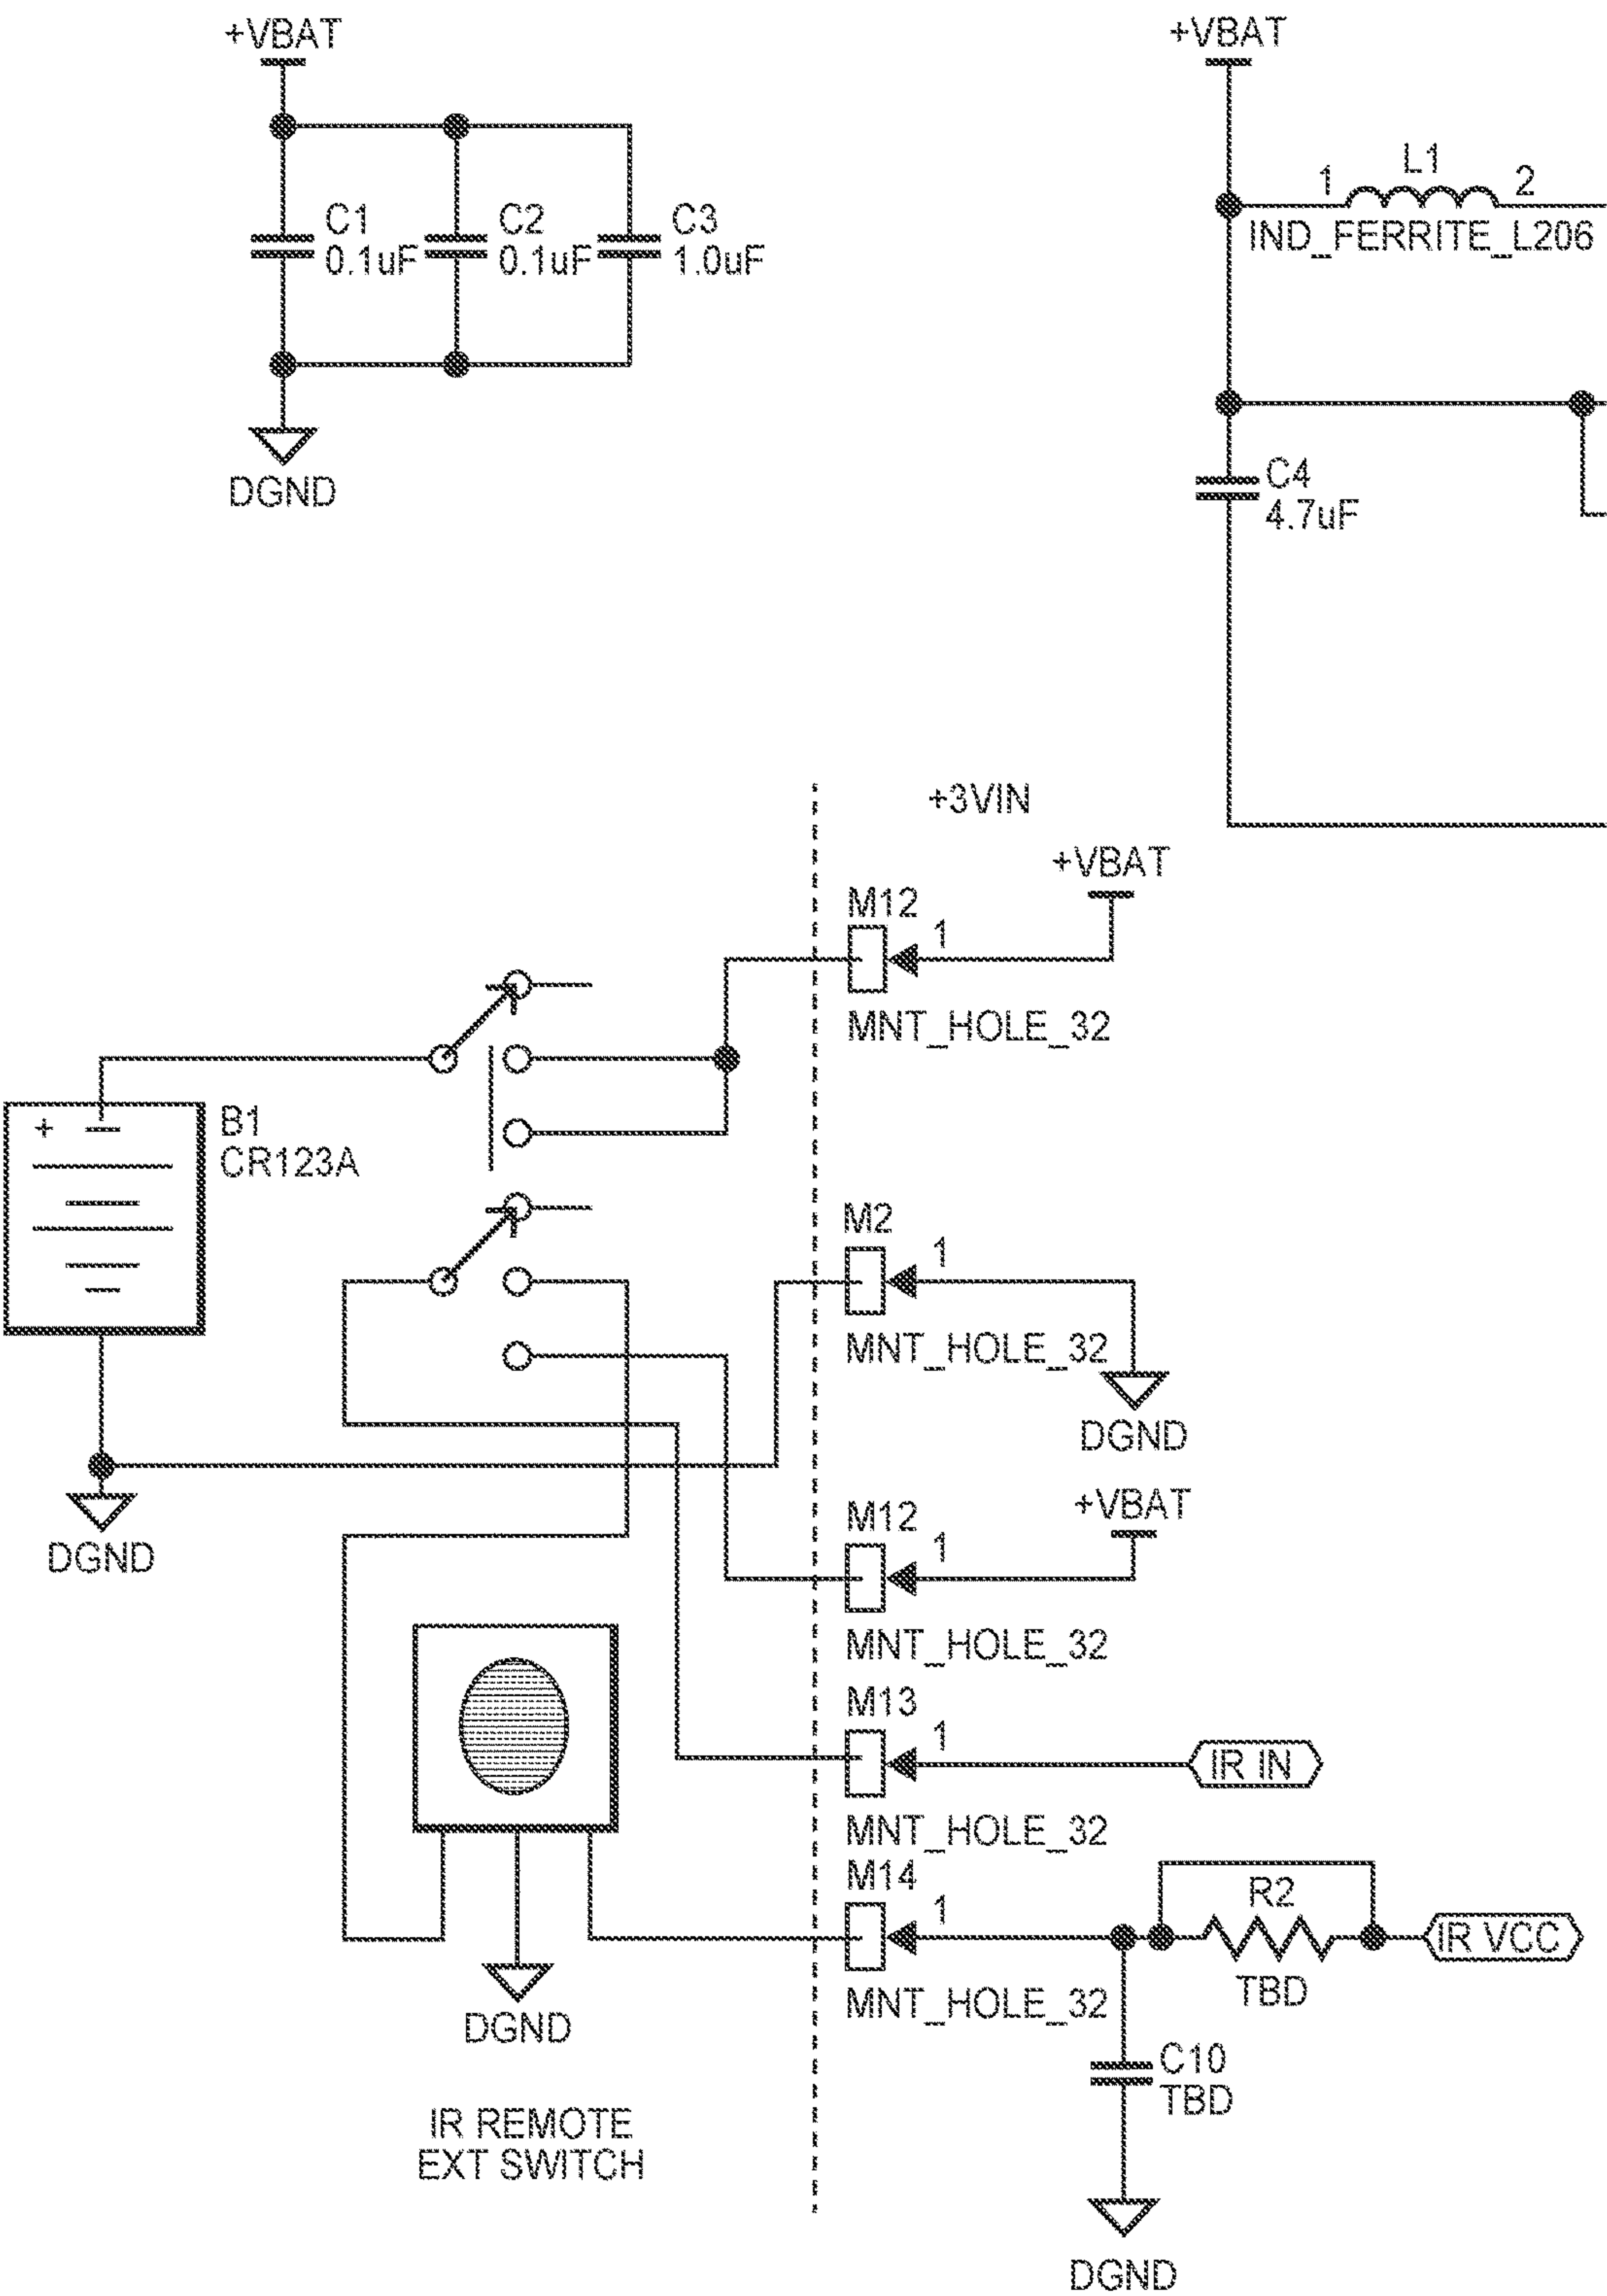 +VBAT
C1
0.1uF
C2
0.1uF
C3
1.0uF
DGND
+VBAT
1
L1
2
IND_FERRITE_L206
C4
4.7uF
+3VIN
+VBAT
M12
1
MNT_HOLE_32
+
B1
CR123A
M2
1
MNT_HOLE_32
DGND
DGND
+VBAT
M12
1
MNT_HOLE_32
M13
1
IR IN
MNT_HOLE_32
M14
1
R2
TBD
IR VCC
MNT_HOLE_32
DGND
C10
TBD
IR REMOTE
EXT SWITCH
DGND